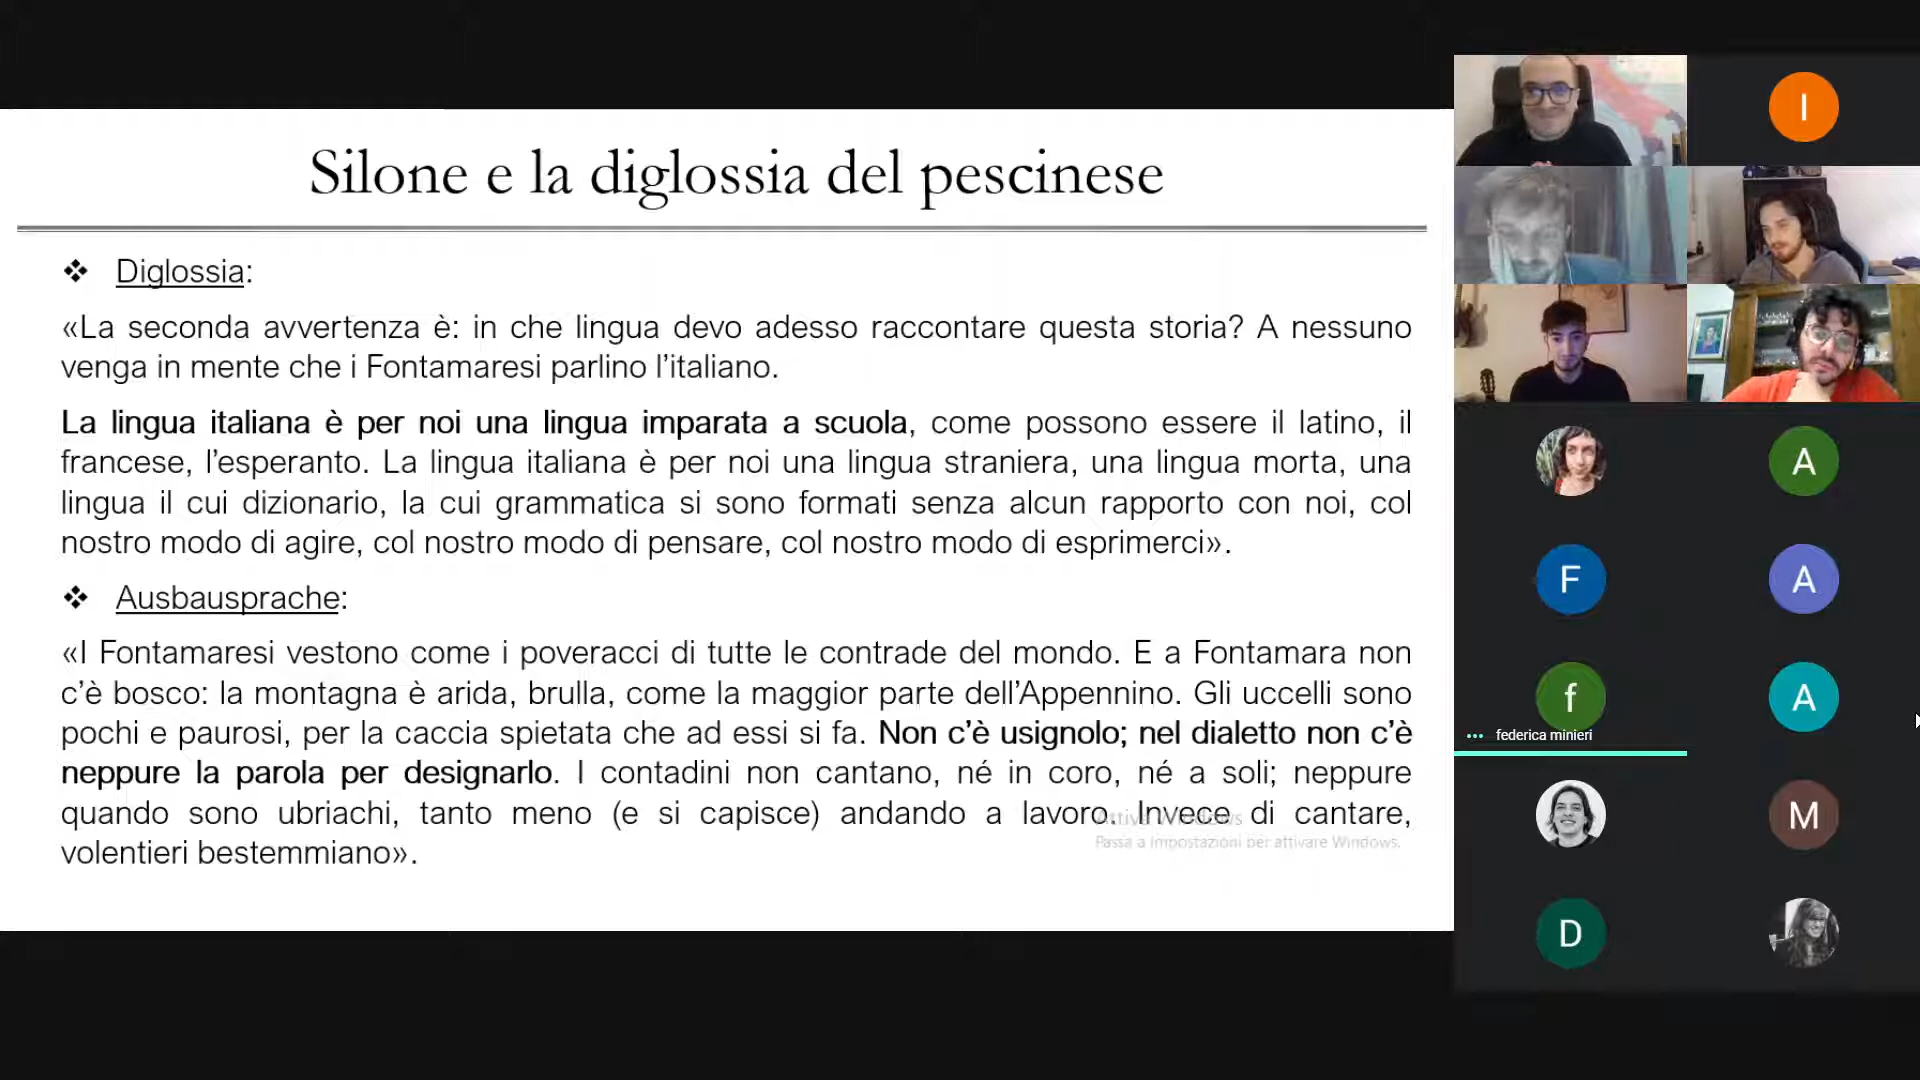 Silone e la diglossia del pescinese
❖ Diglossia:
«La seconda avvertenza è: in che lingua devo adesso raccontare questa storia? A nessuno
venga in mente che i Fontamaresi parlino l’italiano.
La lingua italiana è per noi una lingua imparata a scuola, come possono essere il latino, il
francese, l’esperanto. La lingua italiana è per noi una lingua straniera, una lingua morta, una
lingua il cui dizionario, la cui grammatica si sono formati senza alcun rapporto con noi, col
nostro modo di agire, col nostro modo di pensare, col nostro modo di esprimerci».
❖ Ausbausprache:
«I Fontamaresi vestono come i poveracci di tutte le contrade del mondo. E a Fontamara non
c’è bosco: la montagna è arida, brulla, come la maggior parte dell’Appennino. Gli uccelli sono
pochi e paurosi, per la caccia spietata che ad essi si fa. Non c’è usignolo; nel dialetto non c’è
neppure la parola per designarlo. I contadini non cantano, né in coro, né a soli; neppure
quando sono ubriachi, tanto meno (e si capisce) andando a lavoro. Invece di cantare,
volentieri bestemmiano».
Attiva Windows
Passa a Impostazioni per attivare Windows.
I
A
F
A
f
A
federica minieri
M
D